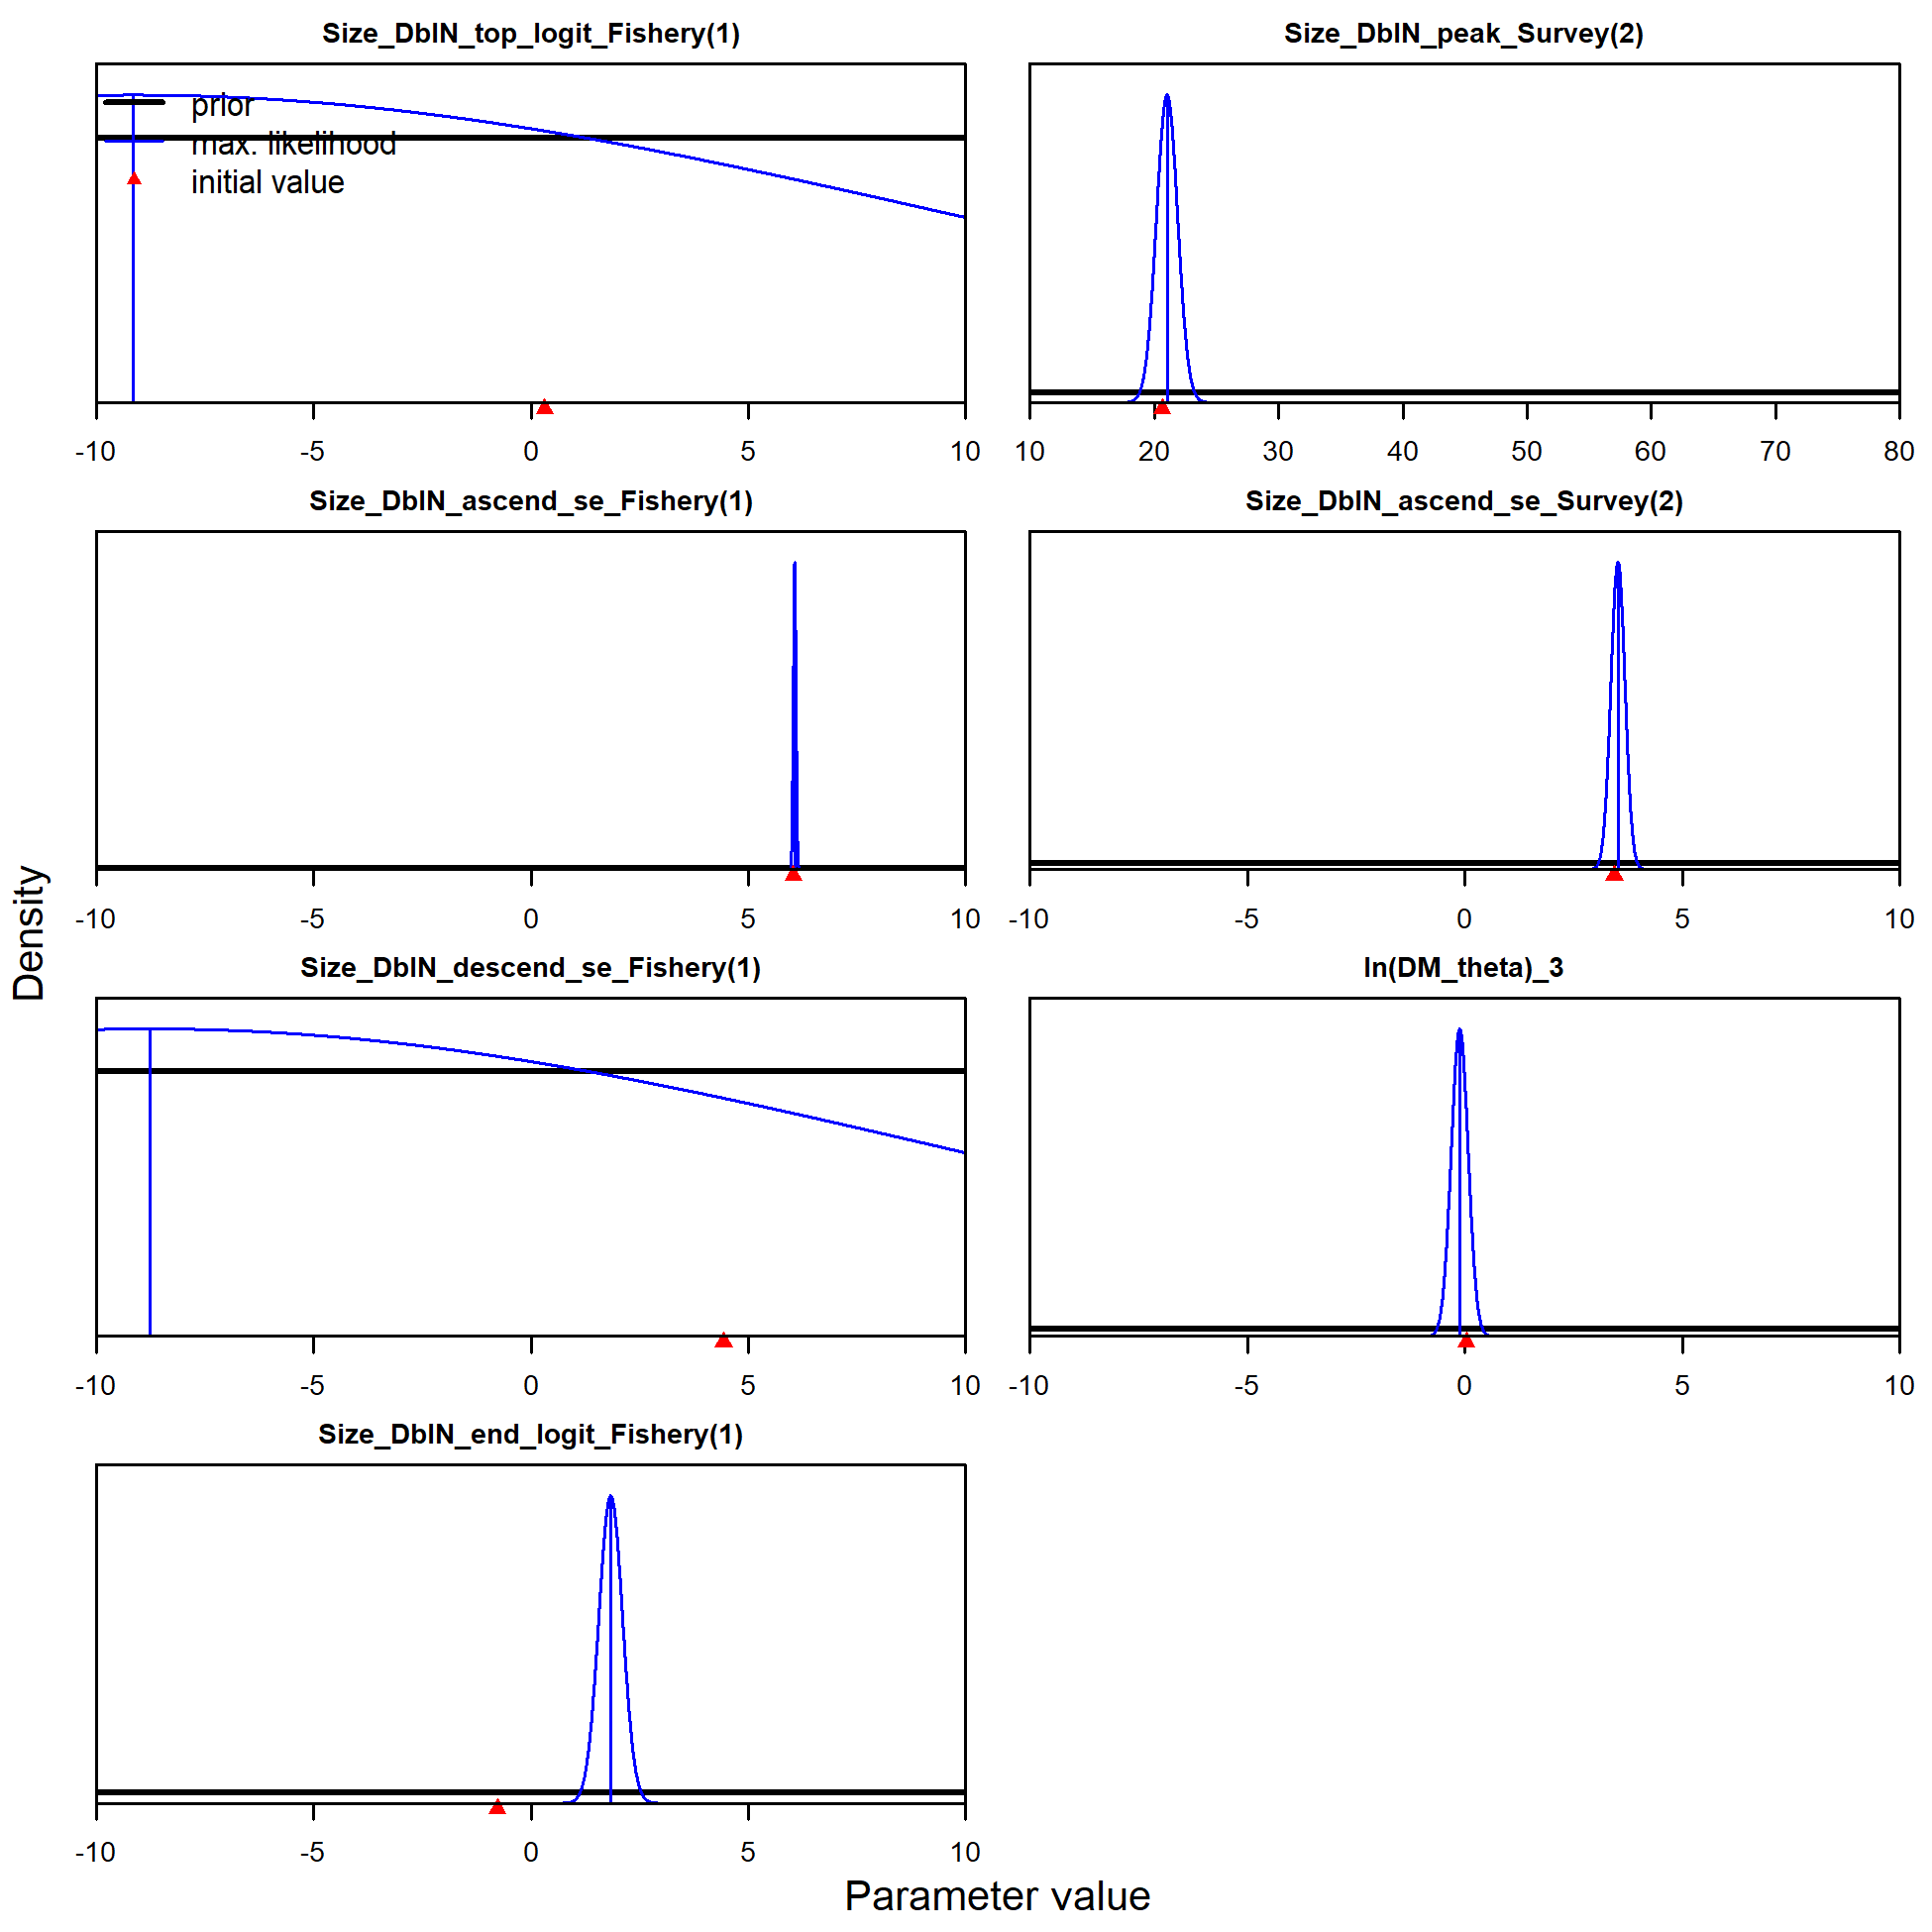 Size_DblN_top_logit_Fishery(1)
prior
max. likelihood
initial value
-10 -5 0 5 10
Size_DblN_peak_Survey(2)
10 20 30 40 50 60 70 80
Size_DblN_ascend_se_Fishery(1)
-10 -5 0 5 10
Size_DblN_ascend_se_Survey(2)
-10 -5 0 5 10
Size_DblN_descend_se_Fishery(1)
-10 -5 0 5 10
ln(DM_theta)_3
-10 -5 0 5 10
Size_DblN_end_logit_Fishery(1)
-10 -5 0 5 10
Density
Parameter value